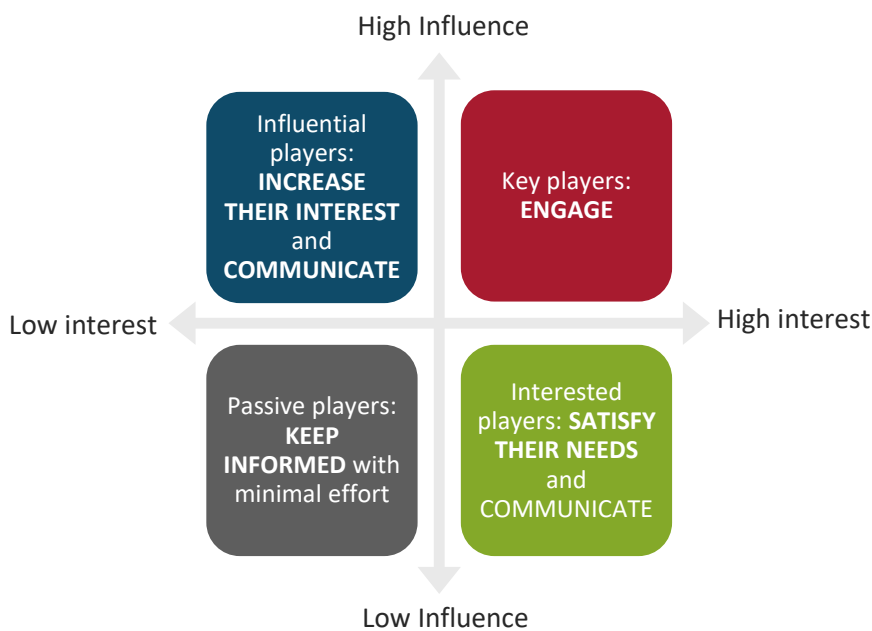 High Influence
Influential
players:
INCREASE
THEIR INTEREST
and
COMMUNICATE
Key players:
ENGAGE
Low interest
High interest
Passive players:
KEEP
INFORMED with
minimal effort
Interested
players: SATISFY
THEIR NEEDS
and
COMMUNICATE
Low Influence